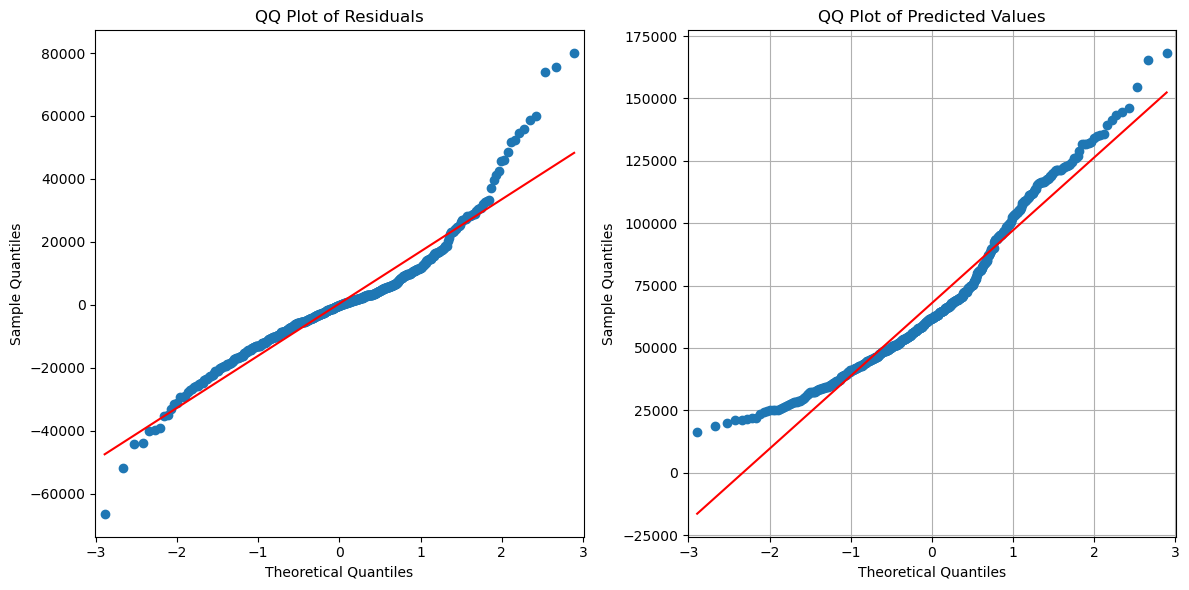 QQ Plot of Residuals
80000
60000
40000
20000
0
−20000
−40000
−60000
−3 −2 −1 0 1 2 3
Sample Quantiles
Theoretical Quantiles
QQ Plot of Predicted Values
175000
150000
125000
100000
75000
50000
25000
0
−25000
−3 −2 −1 0 1 2 3
Sample Quantiles
Theoretical Quantiles